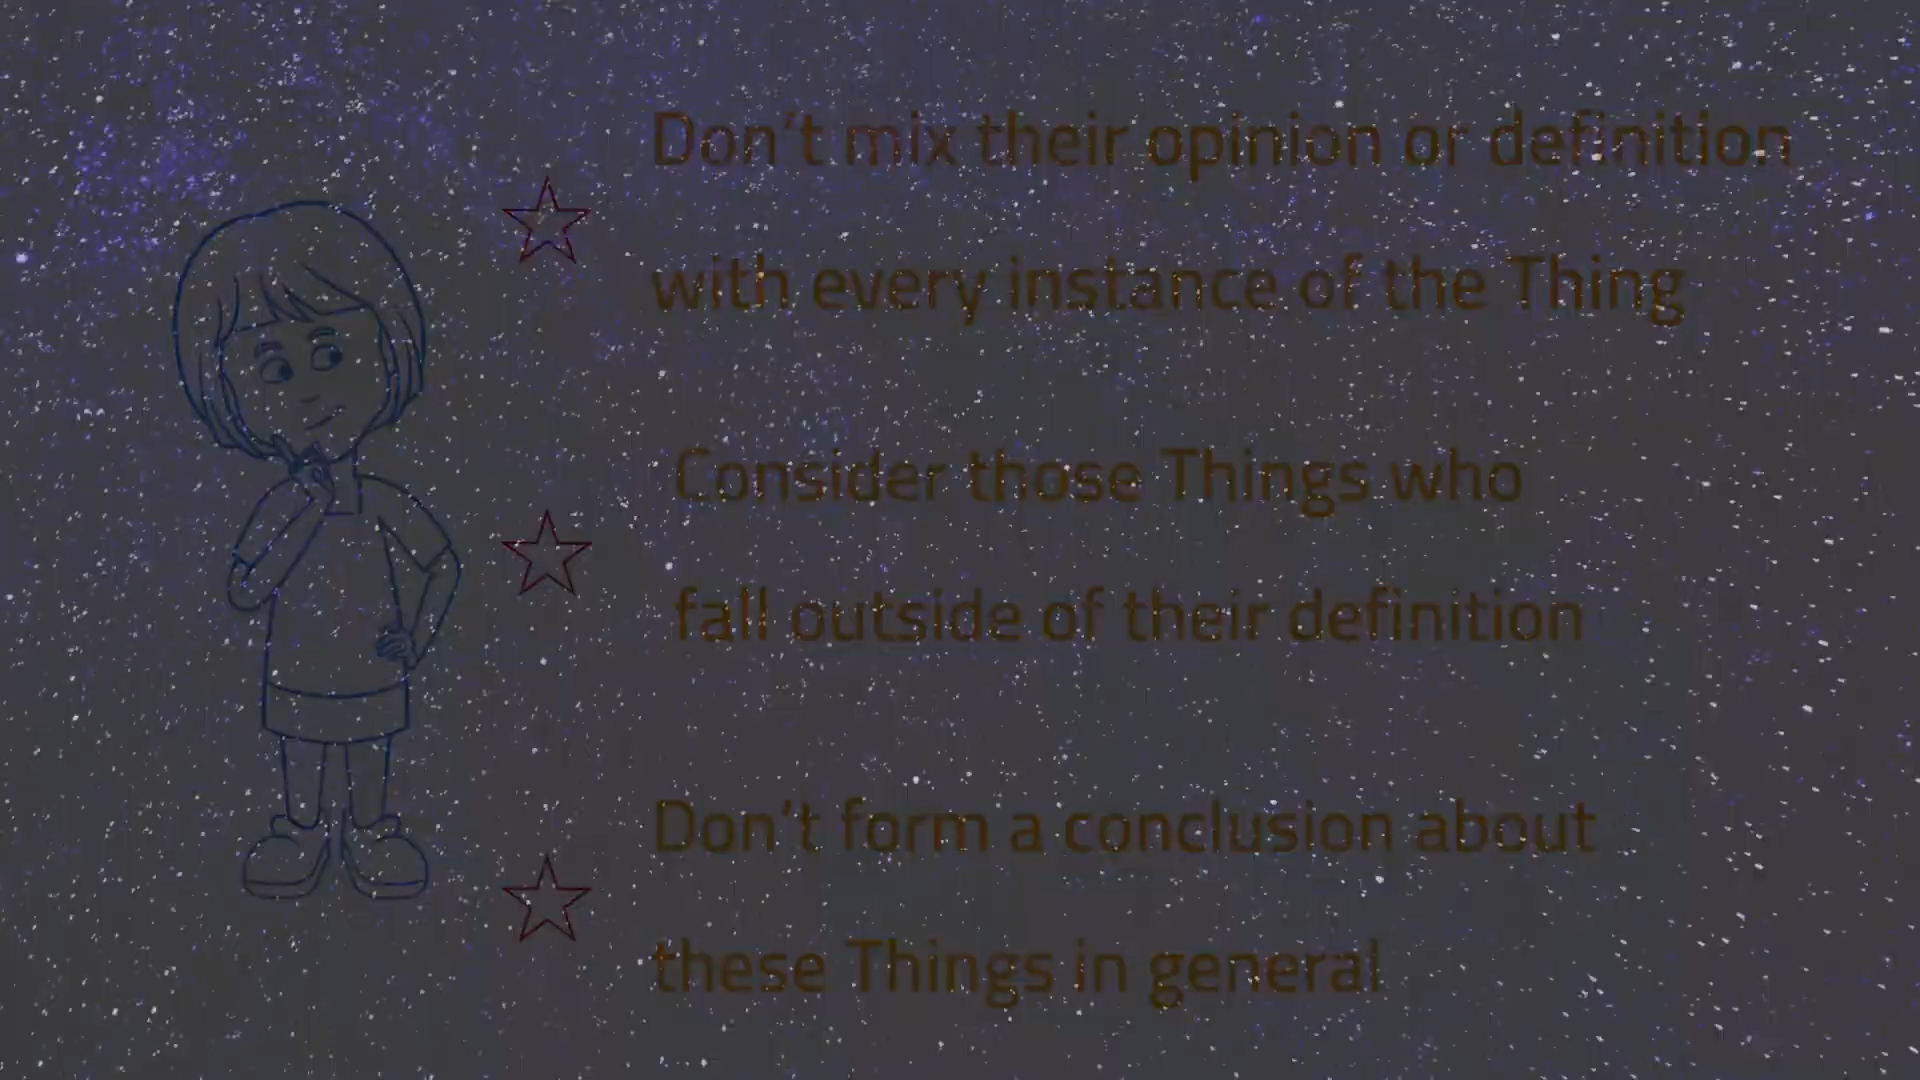 Don't mix their opinion or definition
with every instance of the Thing
Consider those Things who
fall outside of their definition
Don't form a conclusion about
these Things in general